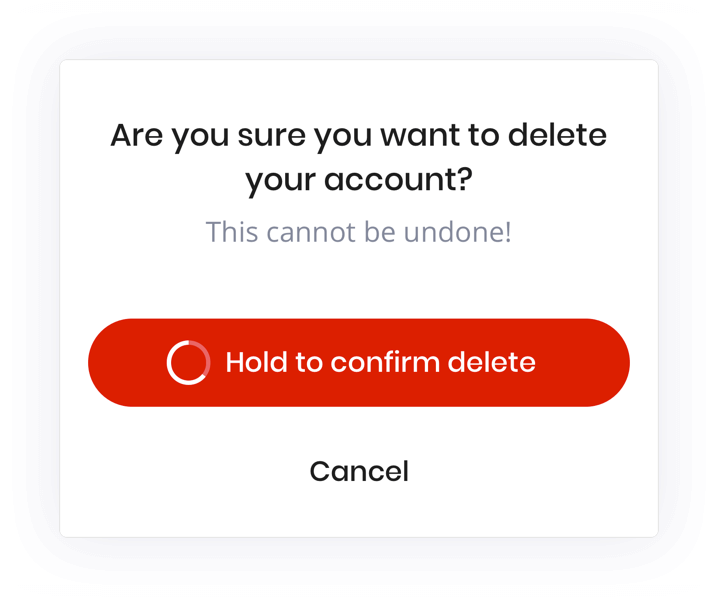 Are you sure you want to delete
your account?
This cannot be undone!
Hold to confirm delete
Cancel